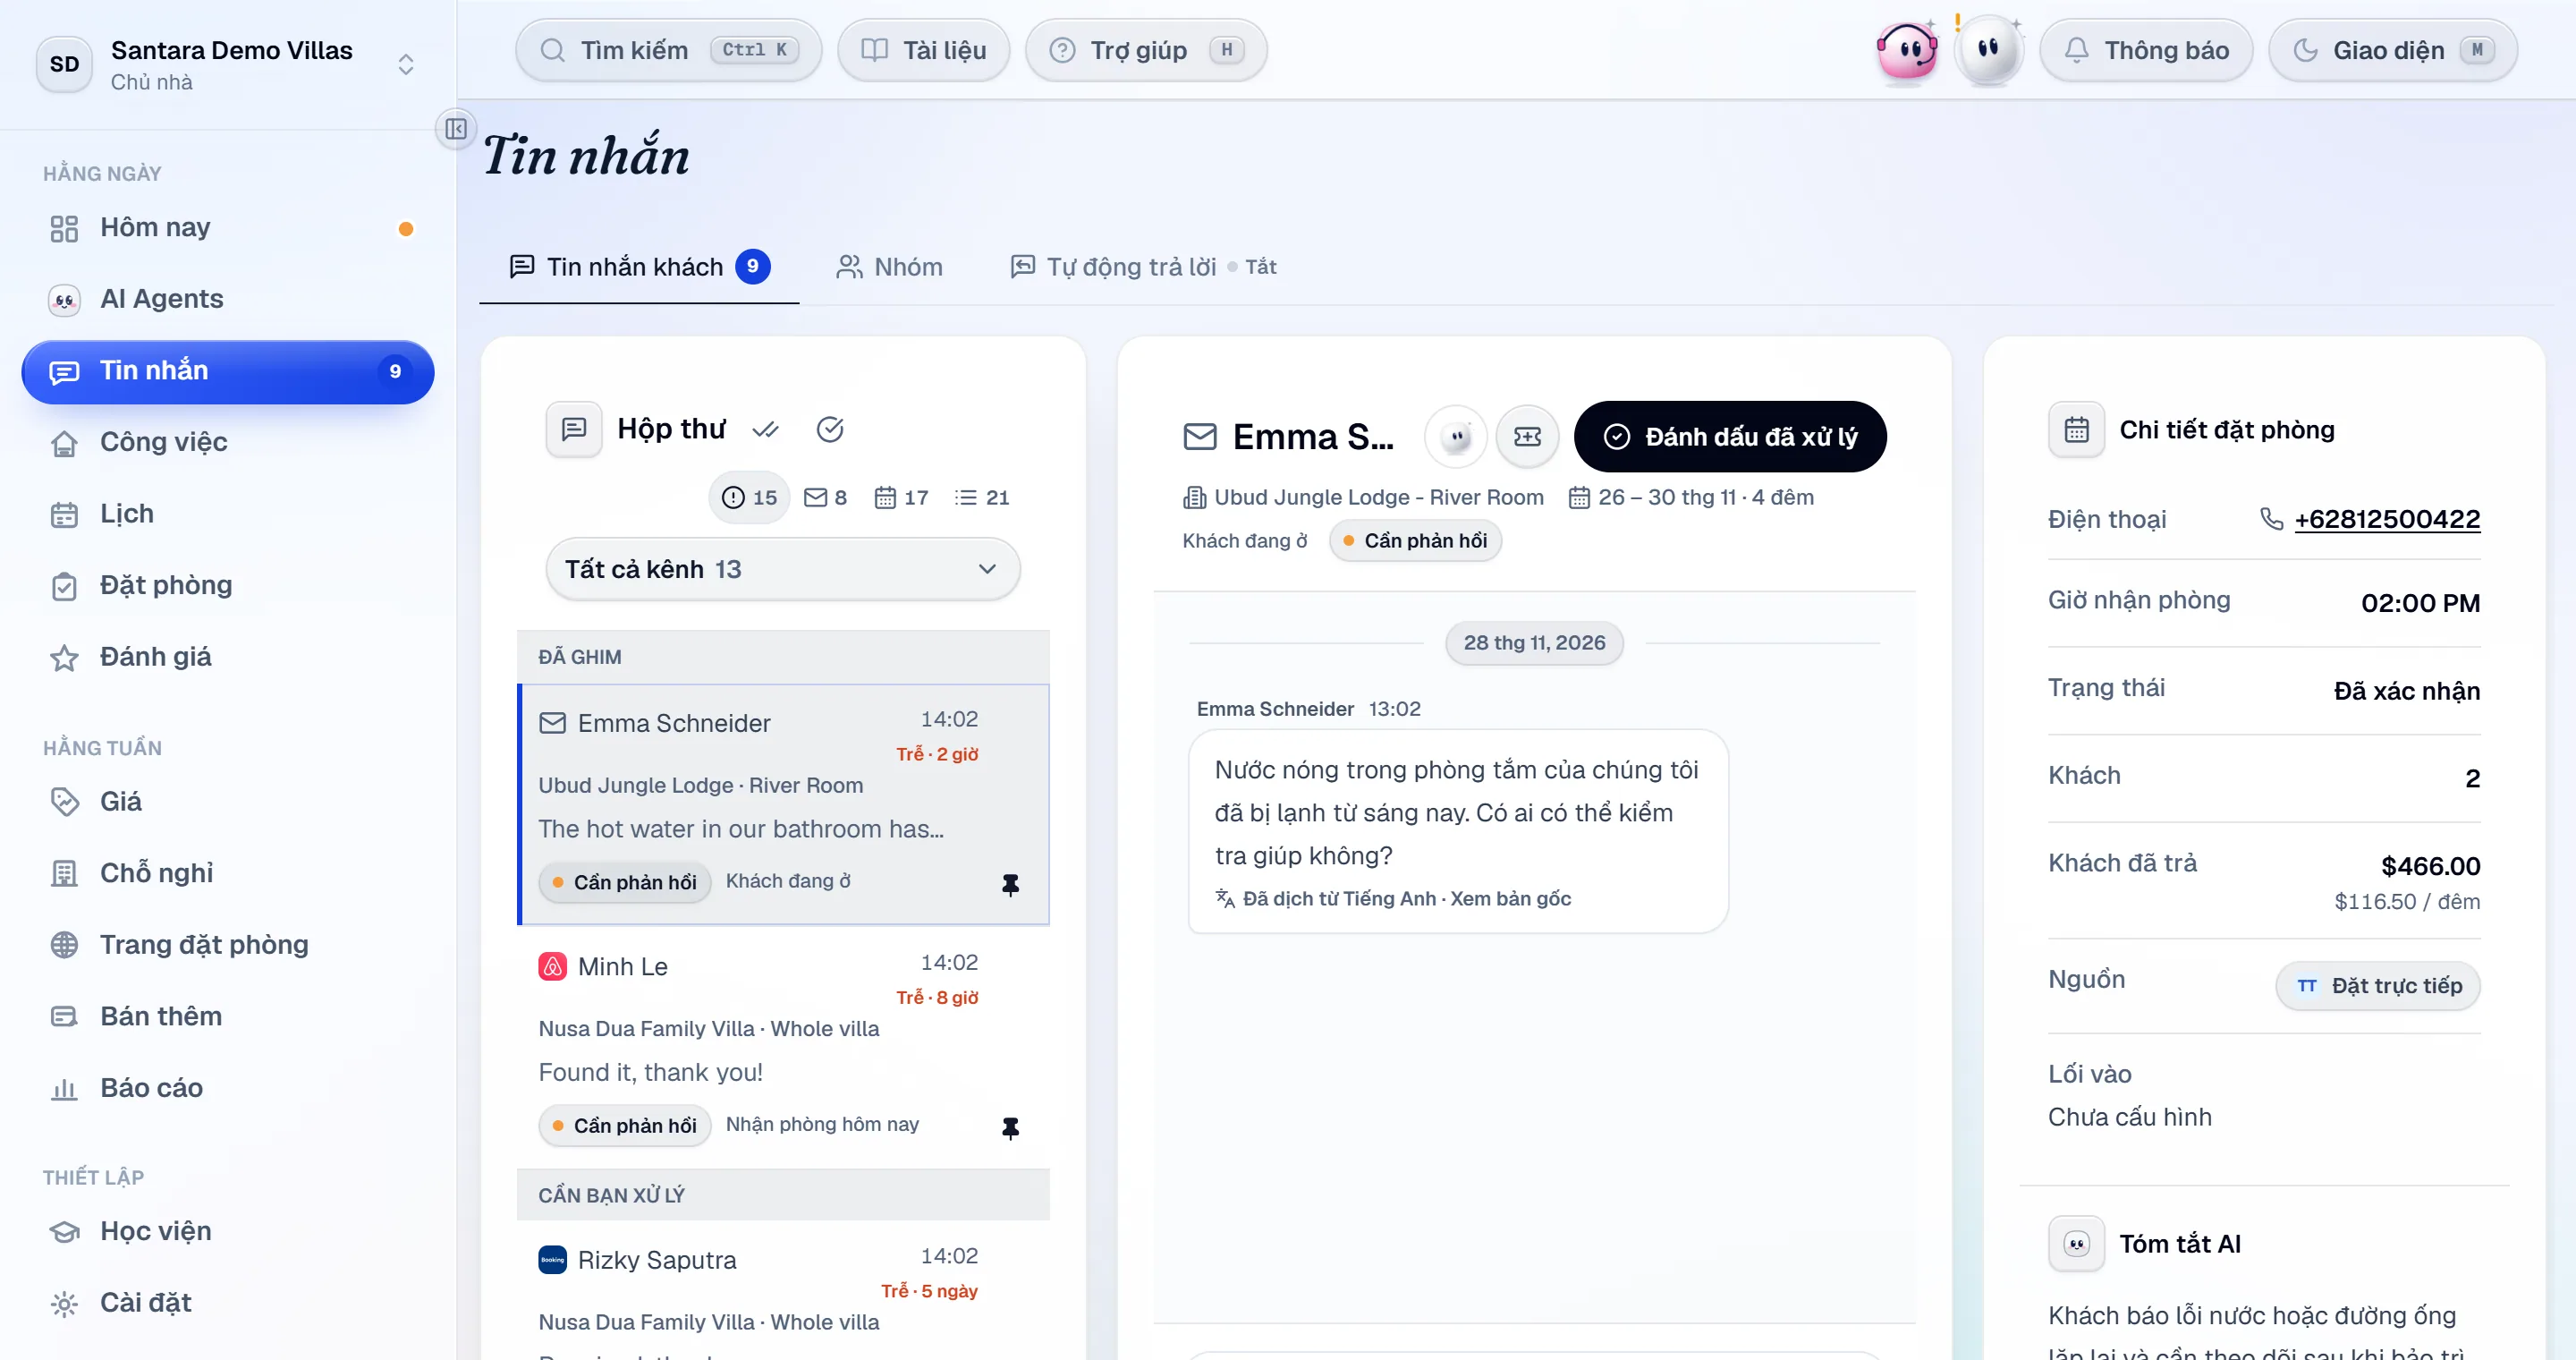 SD
Santara Demo Villas
Chủ nhà
Tìm kiếm Ctrl K
Tài liệu
Trợ giúp H
Thông báo
Giao diện M
HẰNG NGÀY
Hôm nay
AI Agents
Tin nhắn 9
Công việc
Lịch
Đặt phòng
Đánh giá
HẰNG TUẦN
Giá
Chỗ nghỉ
Trang đặt phòng
Bán thêm
Báo cáo
THIẾT LẬP
Học viện
Cài đặt
Tin nhắn
Tin nhắn khách 9
Nhóm
Tự động trả lời Tắt
Hộp thư
15 8 17 21
Tất cả kênh 13
ĐÃ GHIM
Emma Schneider 14:02
Trễ · 2 giờ
Ubud Jungle Lodge · River Room
The hot water in our bathroom has...
Cần phản hồi Khách đang ở
Minh Le 14:02
Trễ · 8 giờ
Nusa Dua Family Villa · Whole villa
Found it, thank you!
Cần phản hồi Nhận phòng hôm nay
CẦN BẠN XỬ LÝ
Booking
Rizky Saputra 14:02
Trễ · 5 ngày
Nusa Dua Family Villa · Whole villa
Emma S...
Đánh dấu đã xử lý
Ubud Jungle Lodge - River Room 26 – 30 thg 11 · 4 đêm
Khách đang ở Cần phản hồi
28 thg 11, 2026
Emma Schneider 13:02
Nước nóng trong phòng tắm của chúng tôi
đã bị lạnh từ sáng nay. Có ai có thể kiểm
tra giúp không?
Đã dịch từ Tiếng Anh · Xem bản gốc
Chi tiết đặt phòng
Điện thoại +62812500422
Giờ nhận phòng 02:00 PM
Trạng thái Đã xác nhận
Khách 2
Khách đã trả $466.00
$116.50 / đêm
Nguồn TT Đặt trực tiếp
Lối vào
Chưa cấu hình
Tóm tắt AI
Khách báo lỗi nước hoặc đường ống
lặp lại và cần theo dõi sau khi bảo trì